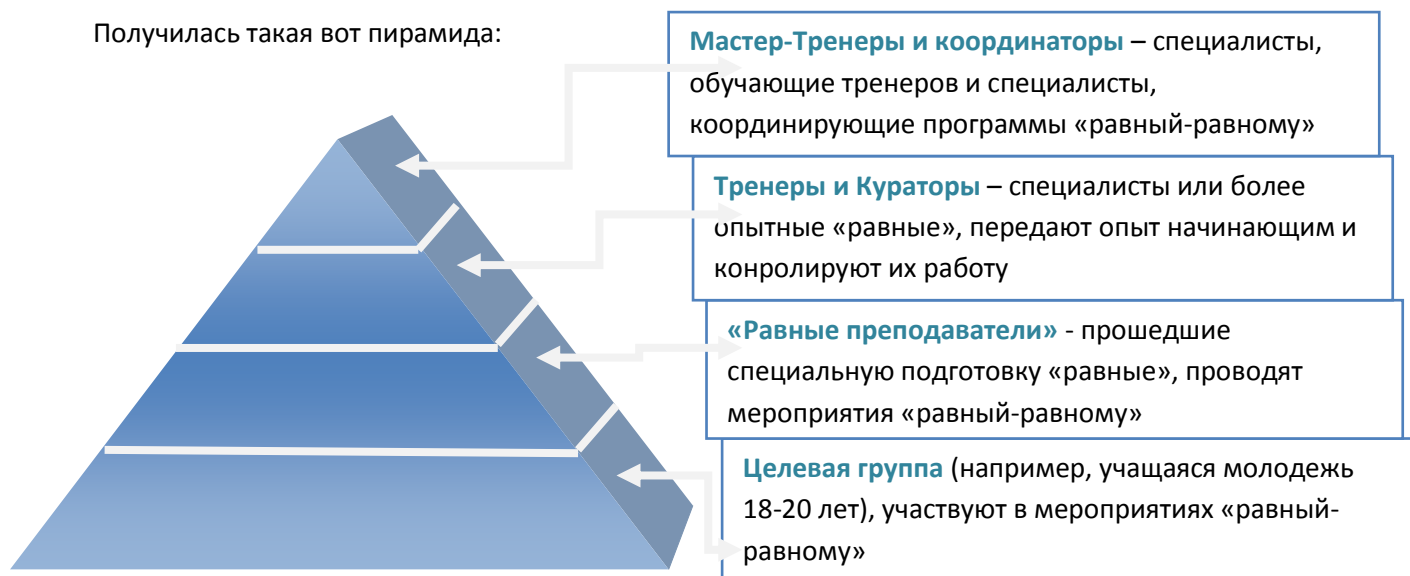 Получилась такая вот пирамида:
Мастер-Тренеры и координаторы – специалисты,
обучающие тренеров и специалисты,
координирующие программы «равный-равному»
Тренеры и Кураторы – специалисты или более
опытные «равные», передают опыт начинающим и
конролируют их работу
«Равные преподаватели» - прошедшие
специальную подготовку «равные», проводят
мероприятия «равный-равному»
Целевая группа (например, учащаяся молодежь
18-20 лет), участвуют в мероприятиях «равный-
равному»